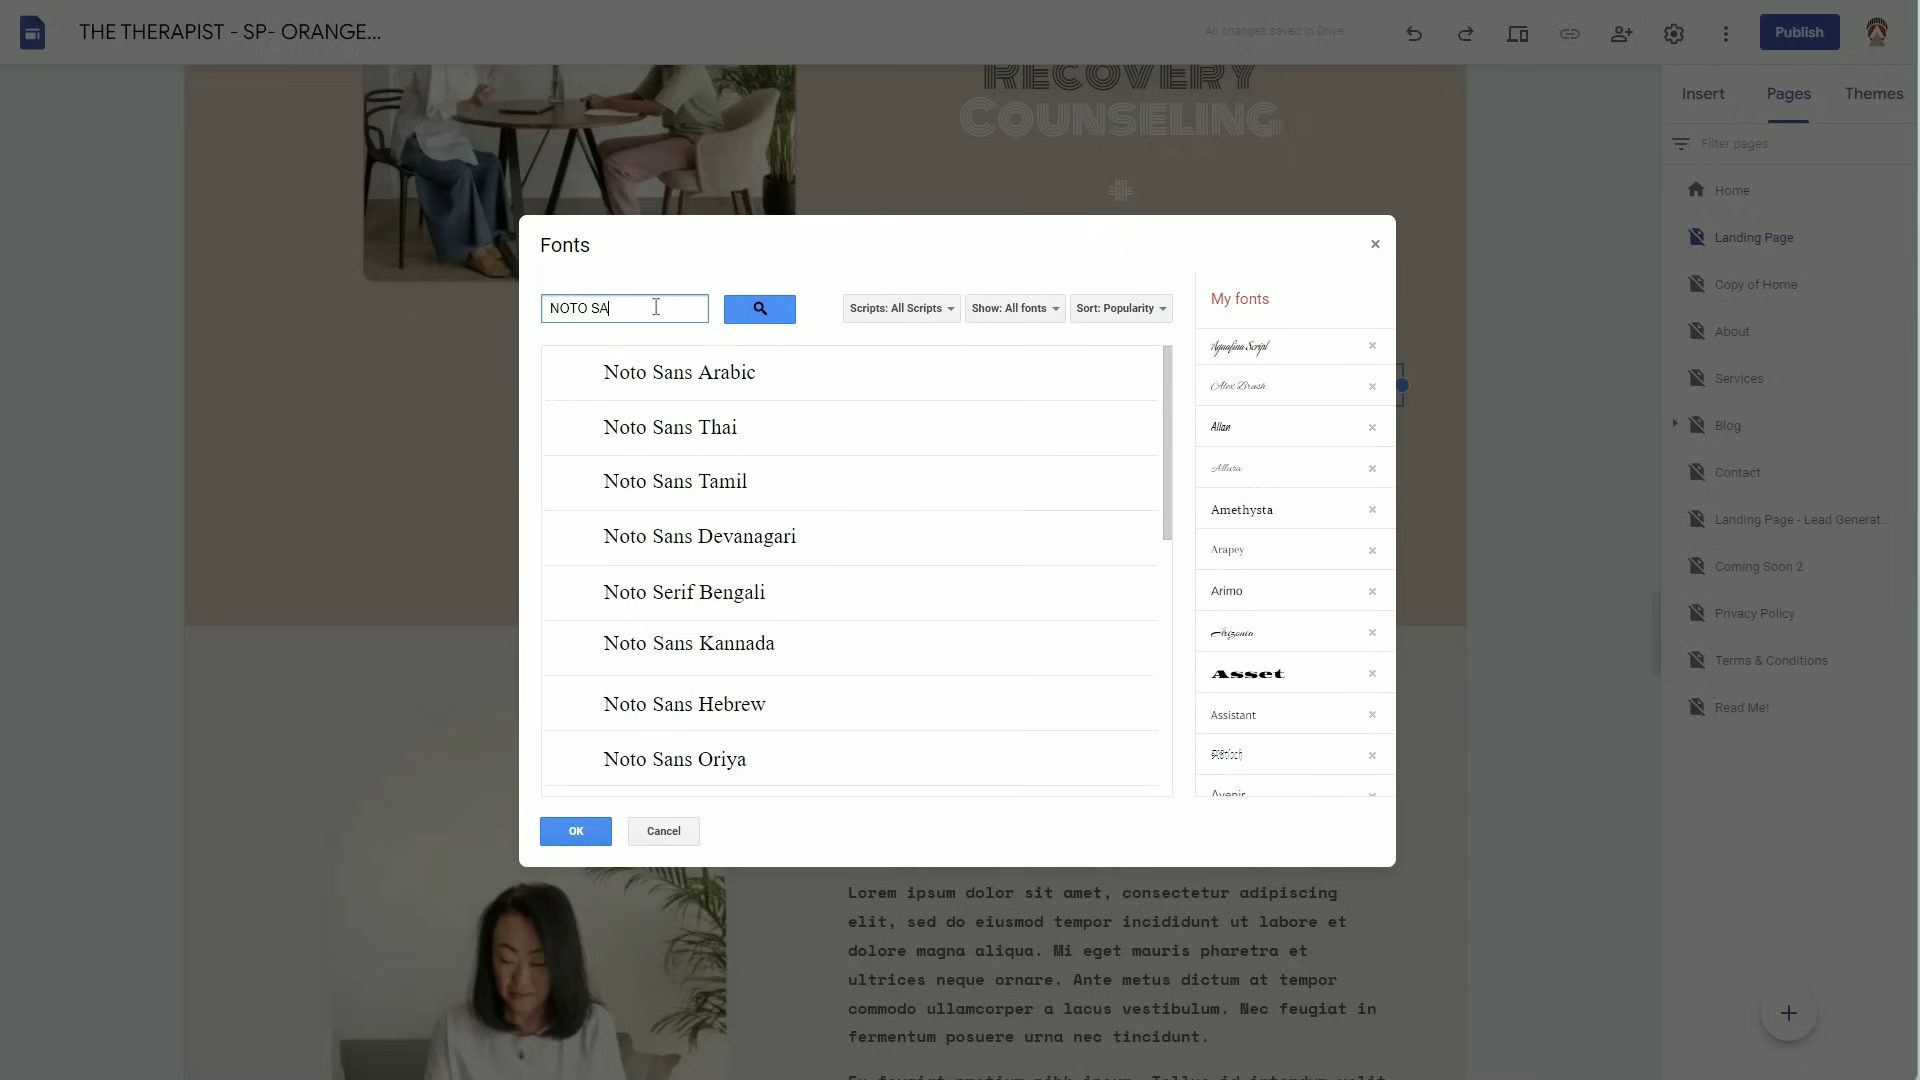 THE THERAPIST - SP- ORANGE...
All changes saved in Drive
Publish
RECOVERY
COUNSELING
Insert
Pages
Themes
Filter pages
Home
Landing Page
Copy of Home
About
Services
Blog
Contact
Landing Page - Lead Generat...
Coming Soon 2
Privacy Policy
Terms & Conditions
Read Me!
Fonts
NOTO SA
Scripts: All Scripts
Show: All fonts
Sort: Popularity
Noto Sans Arabic
Noto Sans Thai
Noto Sans Tamil
Noto Sans Devanagari
Noto Serif Bengali
Noto Sans Kannada
Noto Sans Hebrew
Noto Sans Oriya
My fonts
Aguafina Script
Alex Brush
Allan
Allura
Amethysta
Arapey
Arimo
Arizonia
Asset
Assistant
Avenir
OK
Cancel
Lorem ipsum dolor sit amet, consectetur adipiscing
elit, sed do eiusmod tempor incididunt ut labore et
dolore magna aliqua. Mi eget mauris pharetra et
ultrices neque ornare. Ante metus dictum at tempor
commodo ullamcorper a lacus vestibulum. Nec feugiat in
fermentum posuere urna nec tincidunt.